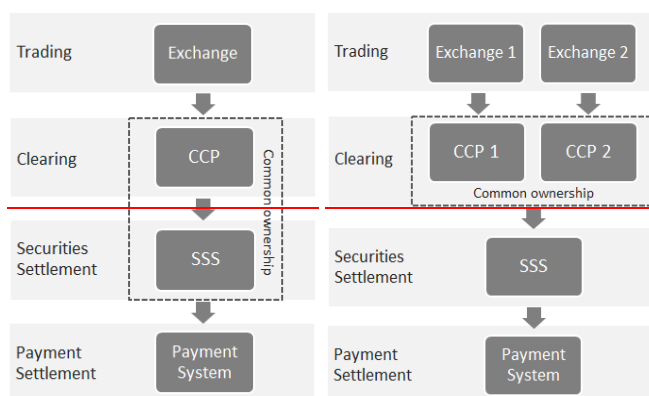 Trading
Exchange
Clearing
CCP
Common ownership
Securities
Settlement
SSS
Payment
Settlement
Payment
System
Trading
Exchange 1
Exchange 2
Clearing
CCP 1
CCP 2
Common ownership
Securities
Settlement
SSS
Payment
Settlement
Payment
System